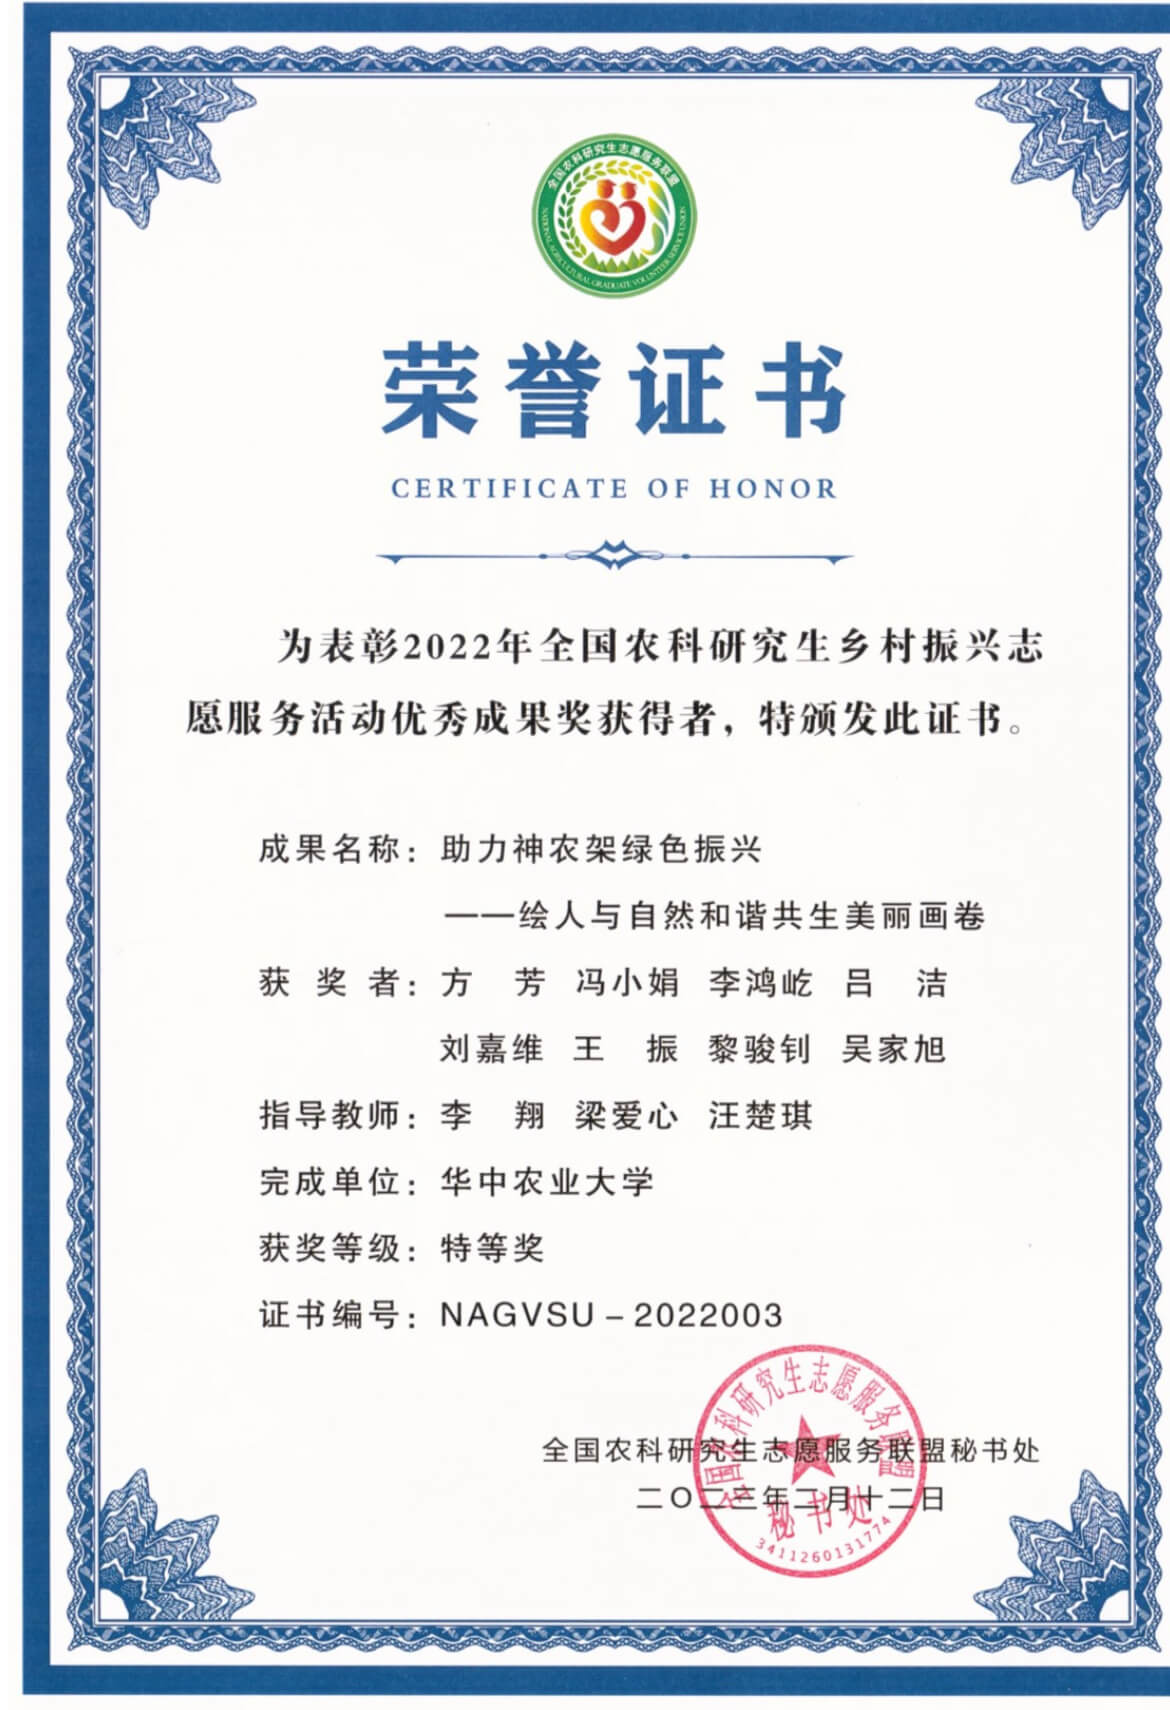 全国农科研究生志愿服务联盟
NATIONAL AGRICULTURAL GRADUATE VOLUNTEER SERVICE UNION
荣誉证书
CERTIFICATE OF HONOR
为表彰2022年全国农科研究生乡村振兴志
愿服务活动优秀成果奖获得者，特颁发此证书。
成果名称：助力神农架绿色振兴
——绘人与自然和谐共生美丽画卷
获 奖 者：方 芳 冯小娟 李鸿屹 吕 洁
刘嘉维 王 振 黎骏钊 吴家旭
指导教师：李 翔 梁爱心 汪楚琪
完成单位：华中农业大学
获奖等级：特等奖
证书编号：NAGVSU－2022003
全国农科研究生志愿服务联盟秘书处
二〇二三年二月十二日
全国农科研究生志愿服务联盟
秘书处
3411260131774